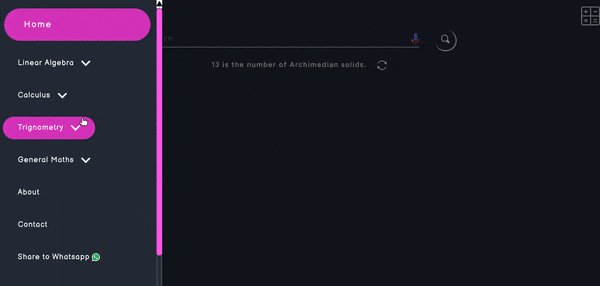 Home
Linear Algebra
Calculus
Trignometry
General Maths
About
Contact
Share to Whatsapp
13 is the number of Archimedian solids.